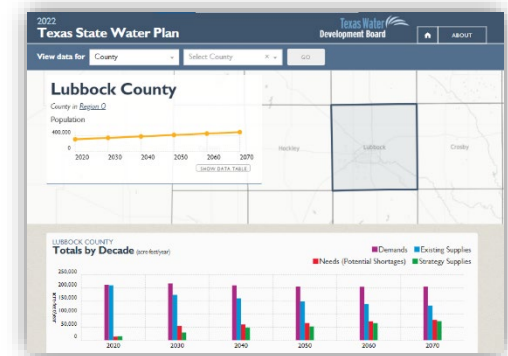 2022
Texas State Water Plan
Texas Water
Development Board
ABOUT
View data for
County
Select County
×
GO
Lubbock County
County in Region O
Population
400,000
0
2020 2030 2040 2050 2060 2070
SHOW DATA TABLE
Hockley
Lubbock
Crosby
LUBBOCK COUNTY
Totals by Decade (acre-feet/year)
Demands Existing Supplies
Needs (Potential Shortages) Strategy Supplies
250,000
200,000
150,000
100,000
50,000
0
2020 2030 2040 2050 2060 2070